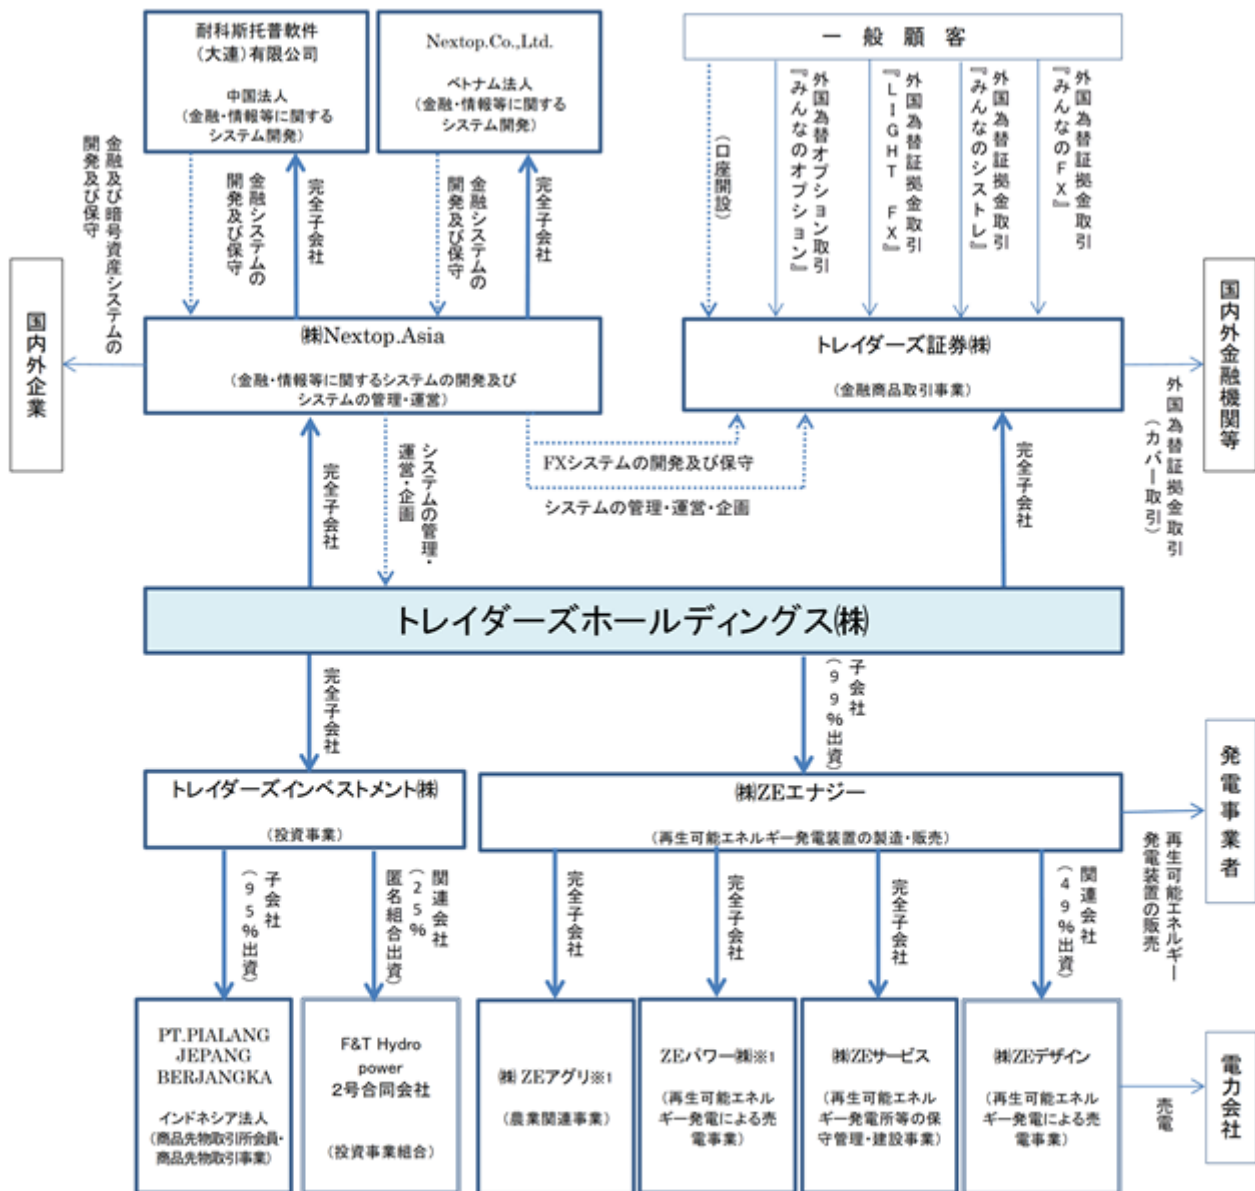 耐科斯托普軟件
（大連）有限公司
中国法人
（金融・情報等に関する
システム開発）
Nextop.Co.,Ltd.
ベトナム法人
（金融・情報等に関する
システム開発）
一般顧客
金融及び暗号資産システムの
開発及び保守
金融システムの
開発及び保守
完全子会社
金融システムの
開発及び保守
完全子会社
（口座開設）
外国為替オプション取引
『みんなのオプション』
外国為替証拠金取引
『LIGHT FX』
外国為替証拠金取引
『みんなのシストレ』
外国為替証拠金取引
『みんなのFX』
国内外企業
㈱Nextop.Asia
（金融・情報等に関するシステムの開発及び
システムの管理・運営）
トレイダーズ証券㈱
（金融商品取引事業）
国内外金融機関等
外国為替証拠金取引
（カバー取引）
完全子会社
システムの管理・
運営・企画
FXシステムの開発及び保守
システムの管理・運営・企画
完全子会社
トレイダーズホールディングス㈱
完全子会社
子会社
（99%出資）
トレイダーズインベストメント㈱
（投資事業）
㈱ZEエナジー
（再生可能エネルギー発電装置の製造・販売）
発電事業者
再生可能エネルギー
発電装置の販売
子会社
（95%出資）
関連会社
（25%
匿名組合出資）
完全子会社
完全子会社
完全子会社
関連会社
（49%出資）
PT.PIALANG
JEPANG
BERJANGKA
インドネシア法人
（商品先物取引所会員・
商品先物取引事業）
F&T Hydro
power
2号合同会社
（投資事業組合）
㈱ ZEアグリ※1
（農業関連事業）
ZEパワー㈱※1
（再生可能エネル
ギー発電による売
電事業）
㈱ZEサービス
（再生可能エネル
ギー発電所等の保
守管理・建設事業）
㈱ZEデザイン
（再生可能エネル
ギー発電による売
電事業）
売電
電力会社